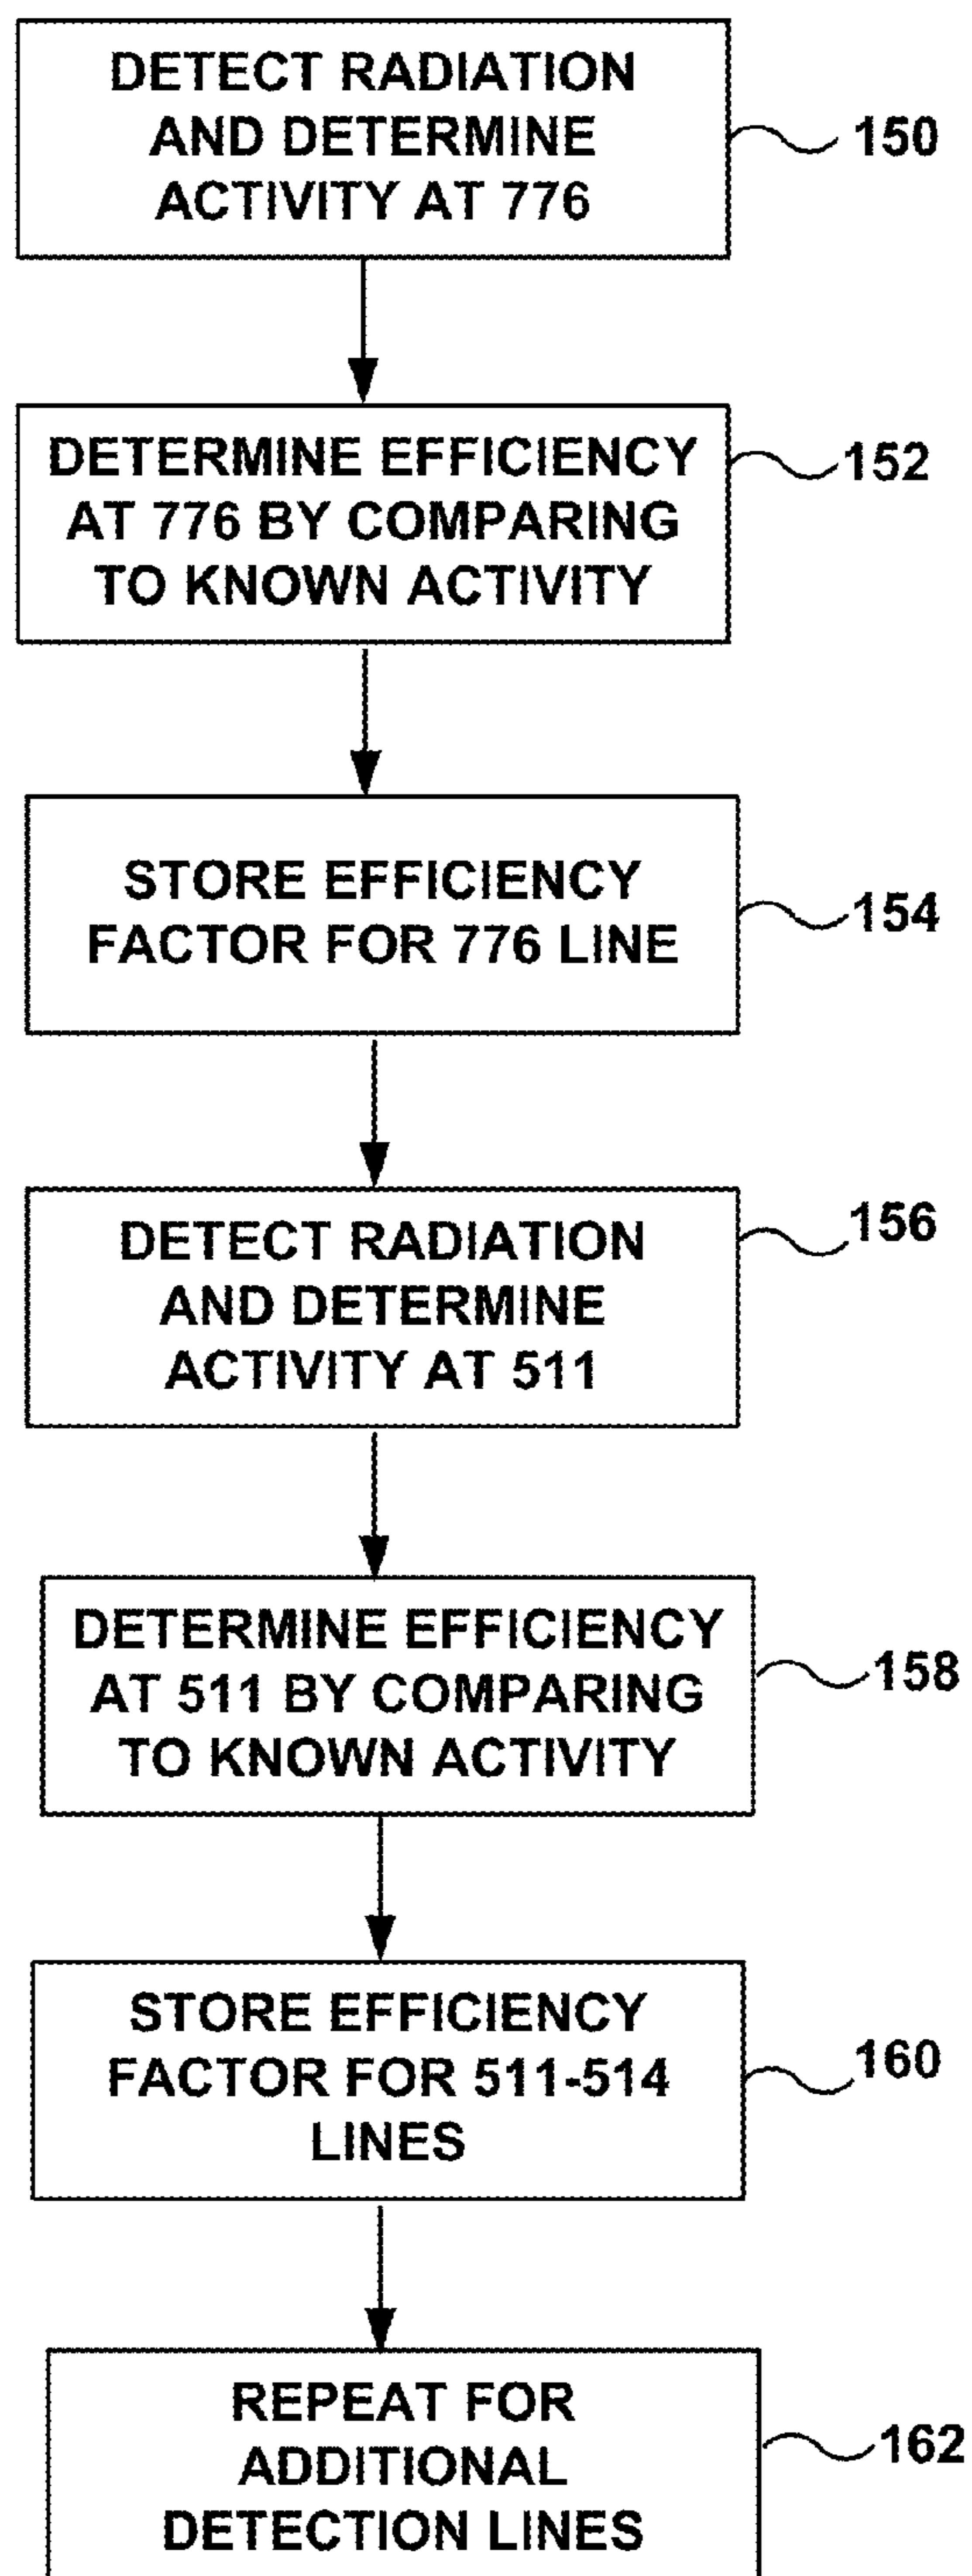 DETECT RADIATION
AND DETERMINE
ACTIVITY AT 776
150
DETERMINE EFFICIENCY
AT 776 BY COMPARING
TO KNOWN ACTIVITY
152
STORE EFFICIENCY
FACTOR FOR 776 LINE
154
DETECT RADIATION
AND DETERMINE
ACTIVITY AT 511
156
DETERMINE EFFICIENCY
AT 511 BY COMPARING
TO KNOWN ACTIVITY
158
STORE EFFICIENCY
FACTOR FOR 511-514
LINES
160
REPEAT FOR
ADDITIONAL
DETECTION LINES
162